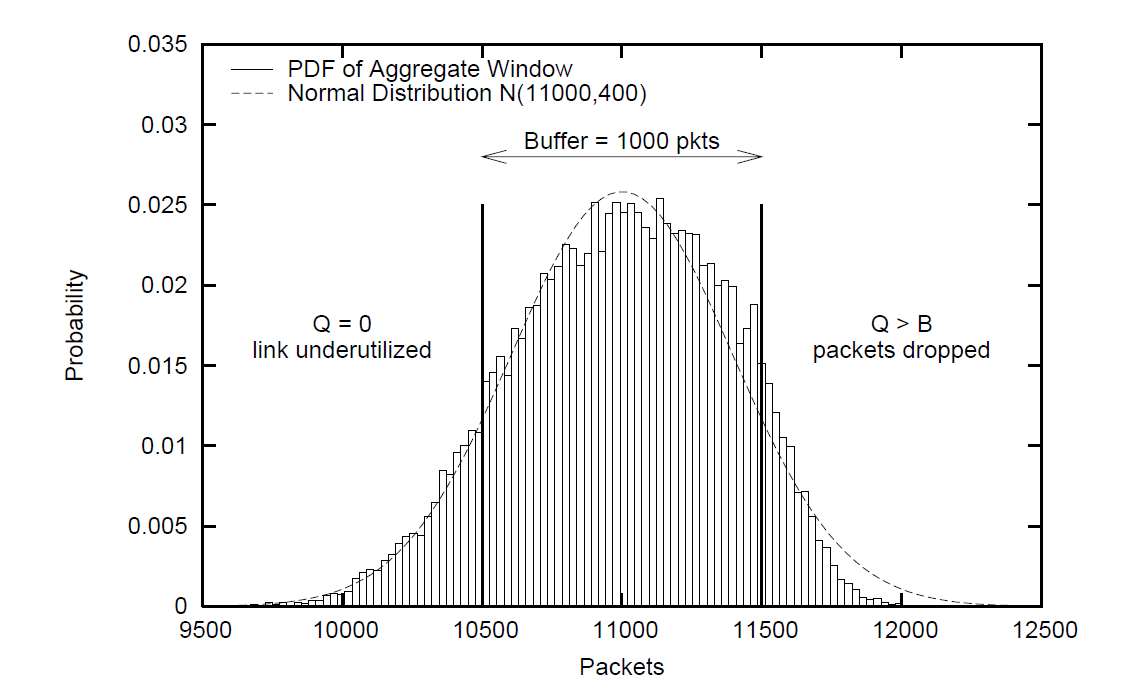 0.035
0.03
0.025
0.02
0.015
0.01
0.005
0
Probability
PDF of Aggregate Window
Normal Distribution N(11000,400)
Buffer = 1000 pkts
Q = 0
link underutilized
Q > B
packets dropped
9500 10000 10500 11000 11500 12000 12500
Packets